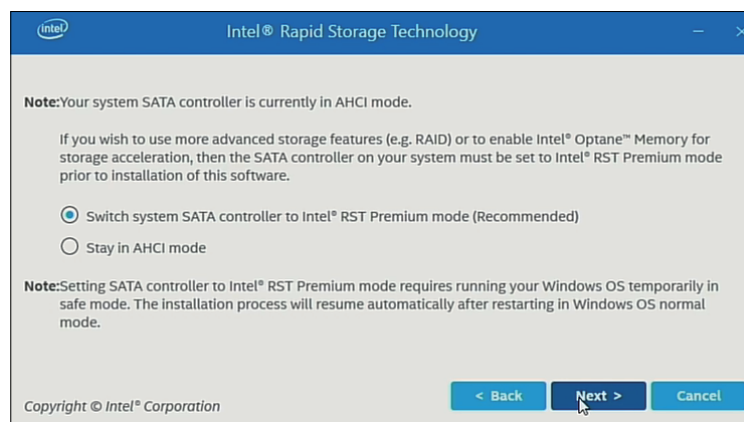 intel
Intel® Rapid Storage Technology
Note:Your system SATA controller is currently in AHCI mode.
If you wish to use more advanced storage features (e.g. RAID) or to enable Intel® Optane™ Memory for
storage acceleration, then the SATA controller on your system must be set to Intel® RST Premium mode
prior to installation of this software.
Switch system SATA controller to Intel® RST Premium mode (Recommended)
Stay in AHCI mode
Note:Setting SATA controller to Intel® RST Premium mode requires running your Windows OS temporarily in
safe mode. The installation process will resume automatically after restarting in Windows OS normal
mode.
< Back
Next >
Cancel
Copyright © Intel® Corporation